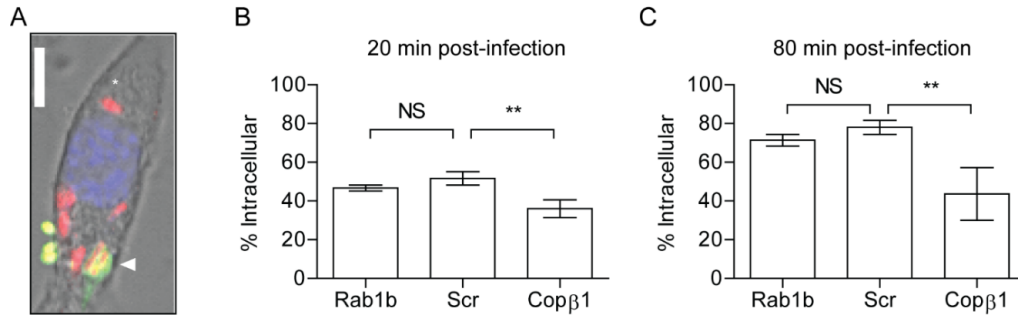 A
*
B
20 min post-infection
% Intracellular
100
80
60
40
20
0
NS
**
Rab1b Scr Copβ1
C
80 min post-infection
% Intracellular
100
80
60
40
20
0
NS
**
Rab1b Scr Copβ1